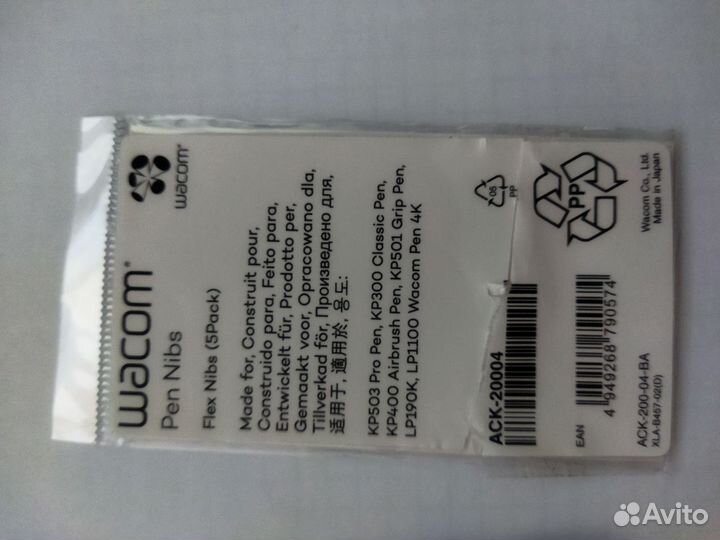 wacom
wacom
Pen Nibs
Flex Nibs (5Pack)
Made for, Construit pour,
Construido para, Feito para,
Entwickelt für, Prodotto per,
Gemaakt voor, Opracowano dla,
Tillverkad för, Произведено для,
适用于, 適用於, 용도:
KP503 Pro Pen, KP300 Classic Pen,
KP400 Airbrush Pen, KP501 Grip Pen,
LP190K, LP1100 Wacom Pen 4K
05
PP
PP
ACK-20004
EAN
4 949268 790574
ACK-200-04-BA
XLA-B457-02(D)
Wacom Co., Ltd.
Made in Japan
Avito